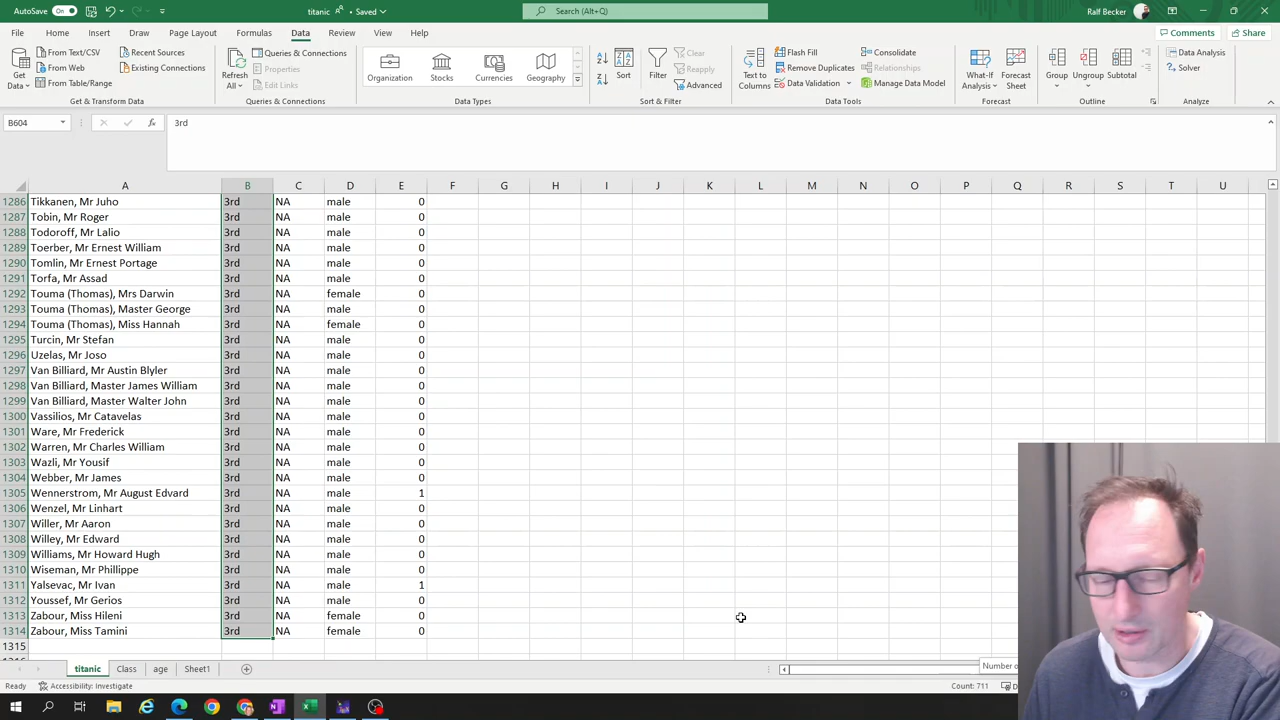 AutoSave On titanic • Saved Search (Alt+Q) Ralf Becker
File Home Insert Draw Page Layout Formulas Data Review View Help Comments Share
Get Data From Text/CSV From Web From Table/Range Recent Sources Existing Connections
Get & Transform Data
Refresh All Queries & Connections Properties Edit Links
Queries & Connections
Organization Stocks Currencies Geography
Data Types
Sort Filter Clear Reapply Advanced
Sort & Filter
Text to Columns Flash Fill Remove Duplicates Data Validation Consolidate Relationships Manage Data Model
Data Tools
What-If Analysis Forecast Sheet
Forecast
Group Ungroup Subtotal
Outline
Data Analysis Solver
Analyze
B604 fx 3rd
A B C D E F G H I J K L M N O P Q R S T U
1286 Tikkanen, Mr Juho 3rd NA male 0
1287 Tobin, Mr Roger 3rd NA male 0
1288 Todoroff, Mr Lalio 3rd NA male 0
1289 Toerber, Mr Ernest William 3rd NA male 0
1290 Tomlin, Mr Ernest Portage 3rd NA male 0
1291 Torfa, Mr Assad 3rd NA male 0
1292 Touma (Thomas), Mrs Darwin 3rd NA female 0
1293 Touma (Thomas), Master George 3rd NA male 0
1294 Touma (Thomas), Miss Hannah 3rd NA female 0
1295 Turcin, Mr Stefan 3rd NA male 0
1296 Uzelas, Mr Joso 3rd NA male 0
1297 Van Billiard, Mr Austin Blyler 3rd NA male 0
1298 Van Billiard, Master James William 3rd NA male 0
1299 Van Billiard, Master Walter John 3rd NA male 0
1300 Vassilios, Mr Catavelas 3rd NA male 0
1301 Ware, Mr Frederick 3rd NA male 0
1302 Warren, Mr Charles William 3rd NA male 0
1303 Wazli, Mr Yousif 3rd NA male 0
1304 Webber, Mr James 3rd NA male 0
1305 Wennerstrom, Mr August Edvard 3rd NA male 1
1306 Wenzel, Mr Linhart 3rd NA male 0
1307 Willer, Mr Aaron 3rd NA male 0
1308 Willey, Mr Edward 3rd NA male 0
1309 Williams, Mr Howard Hugh 3rd NA male 0
1310 Wiseman, Mr Phillippe 3rd NA male 0
1311 Yalsevac, Mr Ivan 3rd NA male 1
1312 Youssef, Mr Gerios 3rd NA male 0
1313 Zabour, Miss Hileni 3rd NA female 0
1314 Zabour, Miss Tamini 3rd NA female 0
1315
titanic Class age Sheet1 Number
Ready Accessibility: Investigate Count: 711